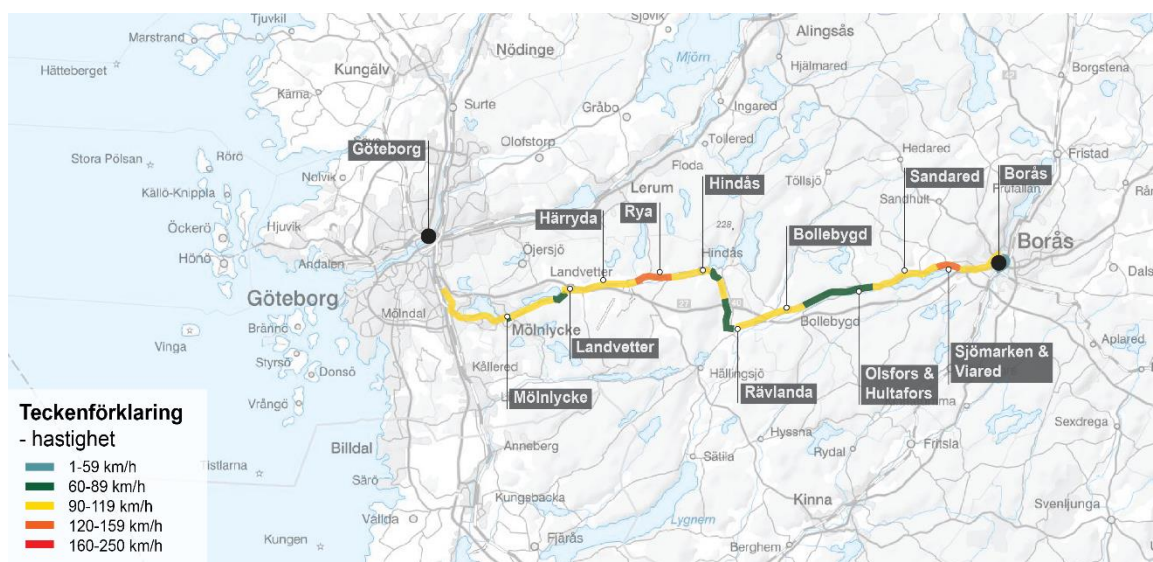 Marstrand
Tjuvkil
Nödinge
Sjövik
Alingsås
Hätteberget
Kungälv
Mjörn
Hjälmared
Borgstena
Kärna
Surte
Gråbo
Ingared
Göteborg
Olofstorp
Tollered
Hedared
Fristad
Stora Pölsan
Rörö
Floda
Töllsjö
Sandared
Borås
Källö-Knippla
Lerum
Hindås
Sandhult
Härryda
Rya
228
Bollebygd
Öckerö
Hjuvik
Öjersjö
Borås
Hönö
Andalen
Landvetter
Hindås
Göteborg
Mölndal
27
Bollebygd
Brännö
Mölnlycke
Vinga
Landvetter
Olsfors &
Hultafors
Sjömarken &
Viared
Styrsö
Donsö
Kållered
Hällingsjö
Aplared
Mölnlycke
Rävlanda
Vrångö
Teckenförklaring
- hastighet
1-59 km/h
60-89 km/h
90-119 km/h
120-159 km/h
160-250 km/h
Billdal
Anneberg
Hyssna
Rydal
Fritsla
Sexdrega
Tistlarna
Särö
Sätila
Kungsbacka
Kinna
Svenljunga
Vallda
Lygnern
Kungen
Fjärås
Berghem